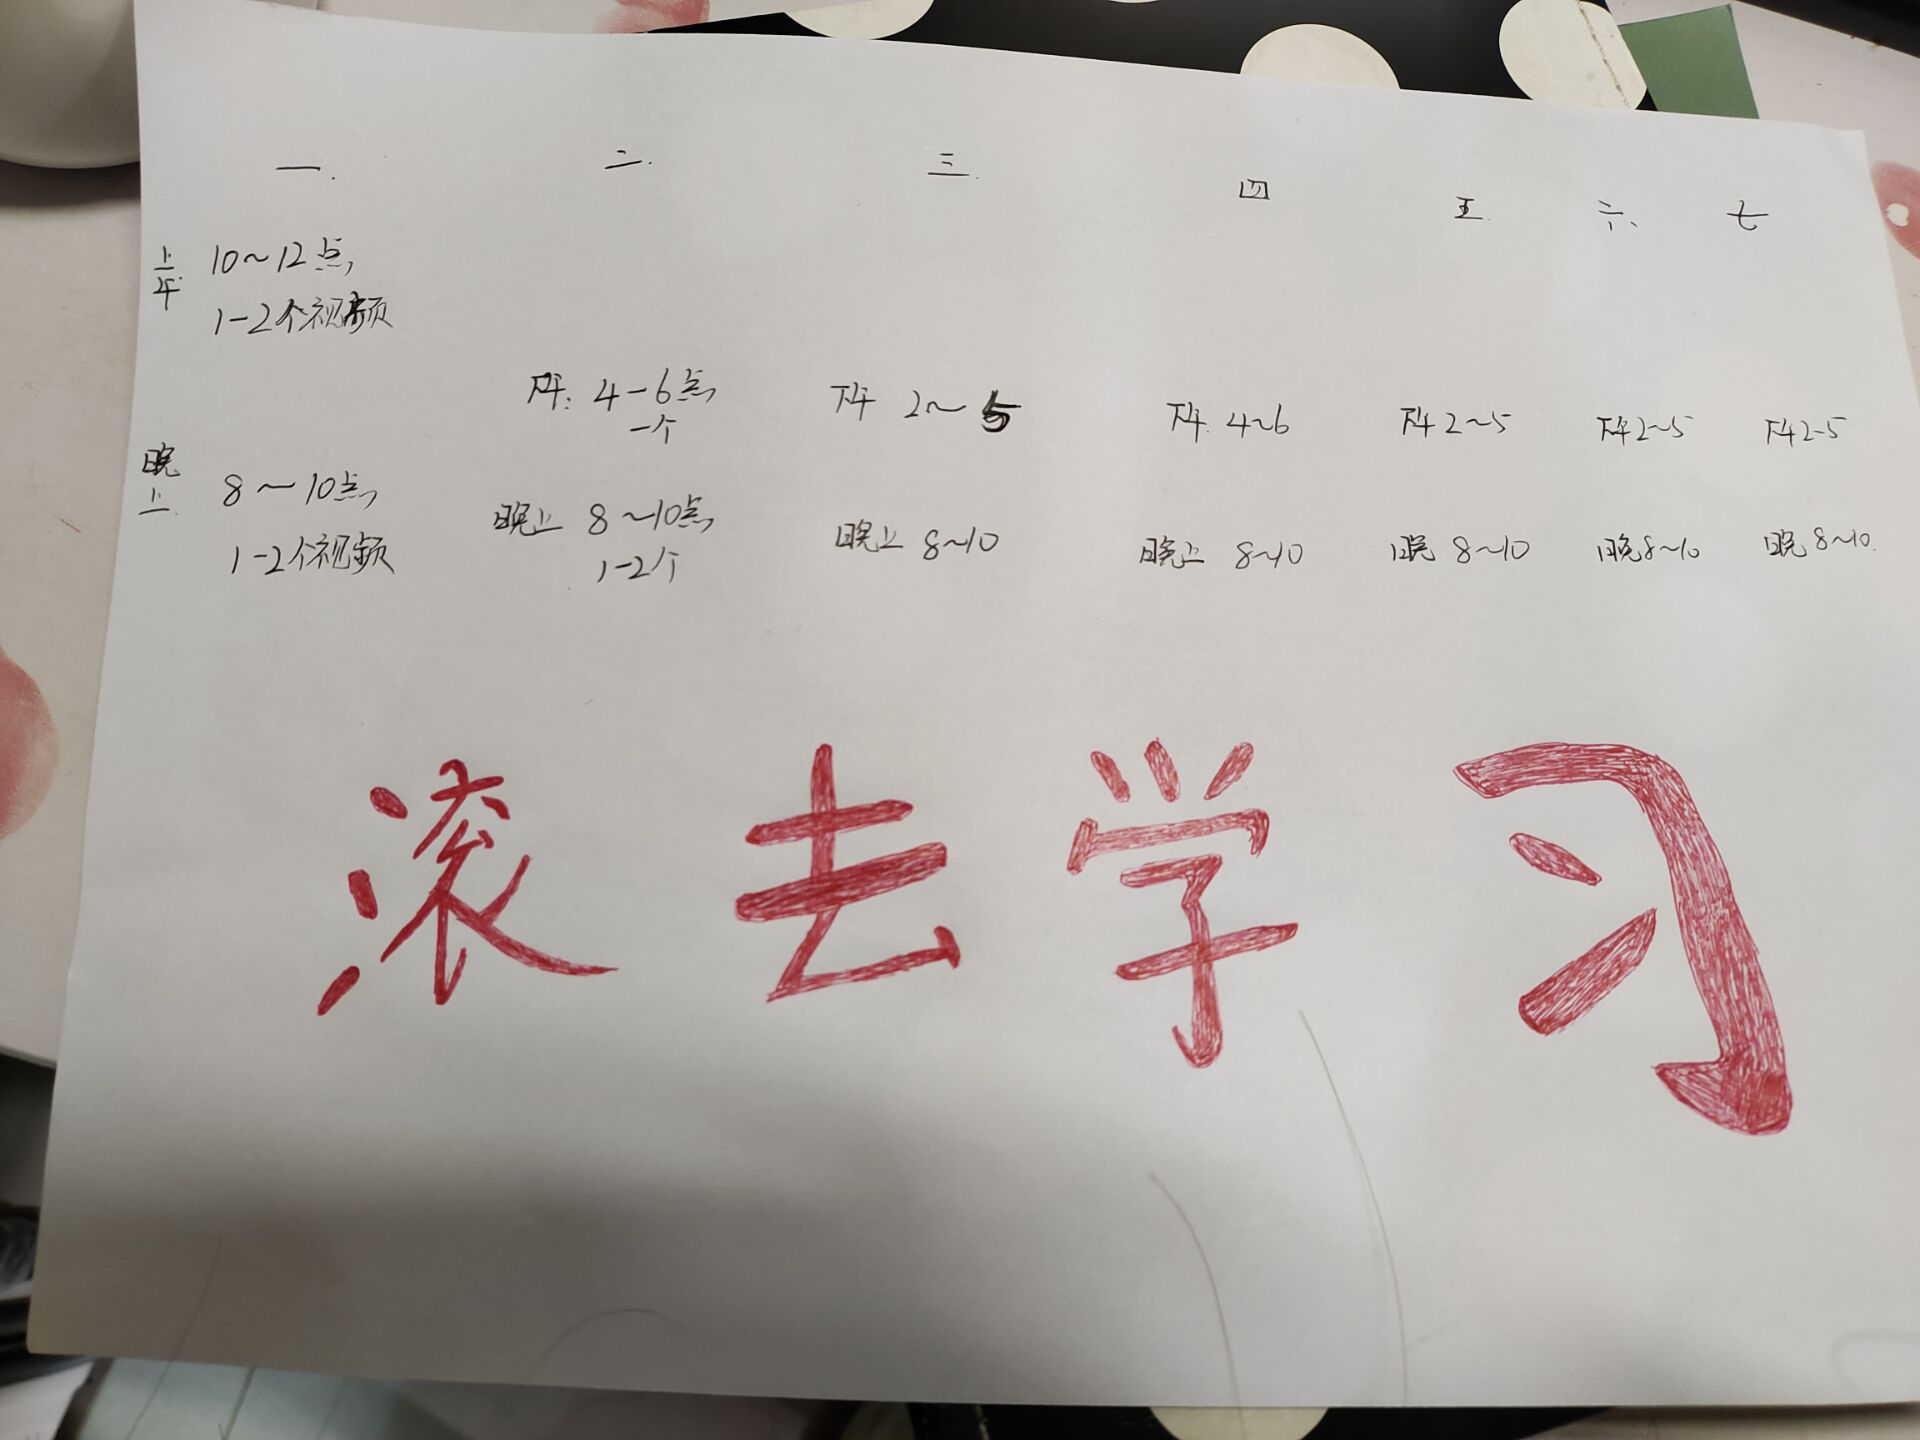 一. 二. 三. 四 五. 六、 七
上午. 10~12点,
1-2个视频
下午: 4-6点, 下午 2~5 下午. 4~6 下午2~5 下午2~5 下午2-5
一个
晚上. 8~10点, 晚上 8~10点, 晚上 8~10 晚上 8~10 晚 8~10 晚8~10 晚8~10.
1-2个视频 1-2个
滚去学习